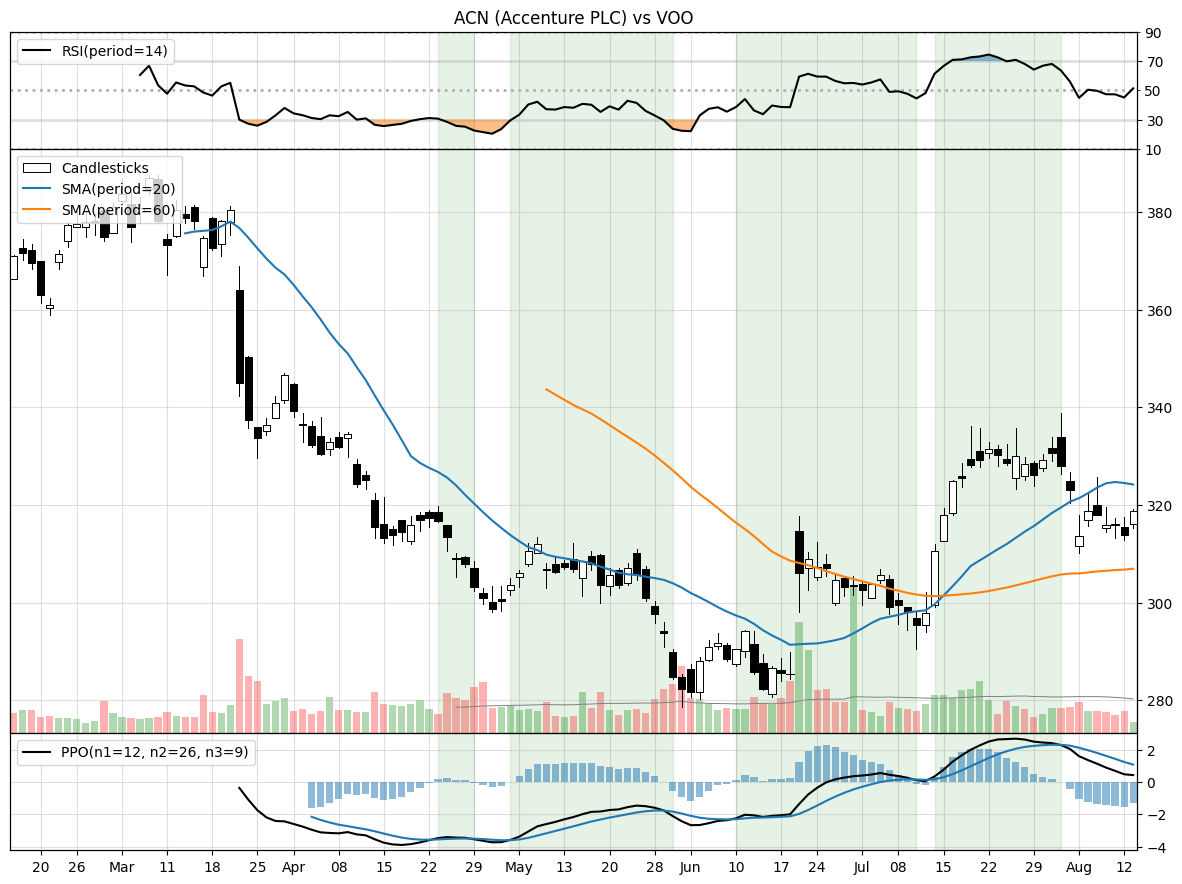 ACN (Accenture PLC) vs VOO
RSI(period=14)
90
70
50
30
10
Candlesticks
SMA(period=20)
SMA(period=60)
380
360
340
320
300
280
PPO(n1=12, n2=26, n3=9)
2
0
−2
−4
20 26 Mar 11 18 25 Apr 08 15 22 29 May 13 20 28 Jun 10 17 24 Jul 08 15 22 29 Aug 12